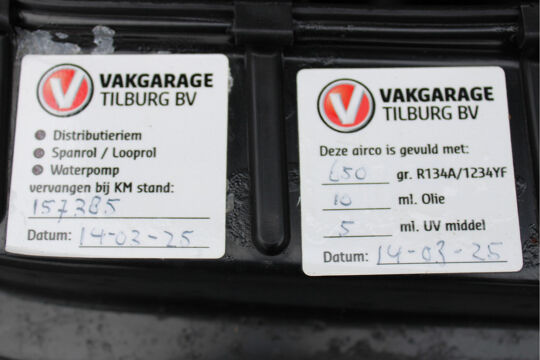 VAKGARAGE
TILBURG BV
Distributieriem
Spanrol / Looprol
Waterpomp
vervangen bij KM stand:
157385
Datum: 14-03-25
VAKGARAGE
TILBURG BV
Deze airco is gevuld met:
650 gr. R134A/1234YF
10 ml. Olie
5 ml. UV middel
Datum: 14-03-25